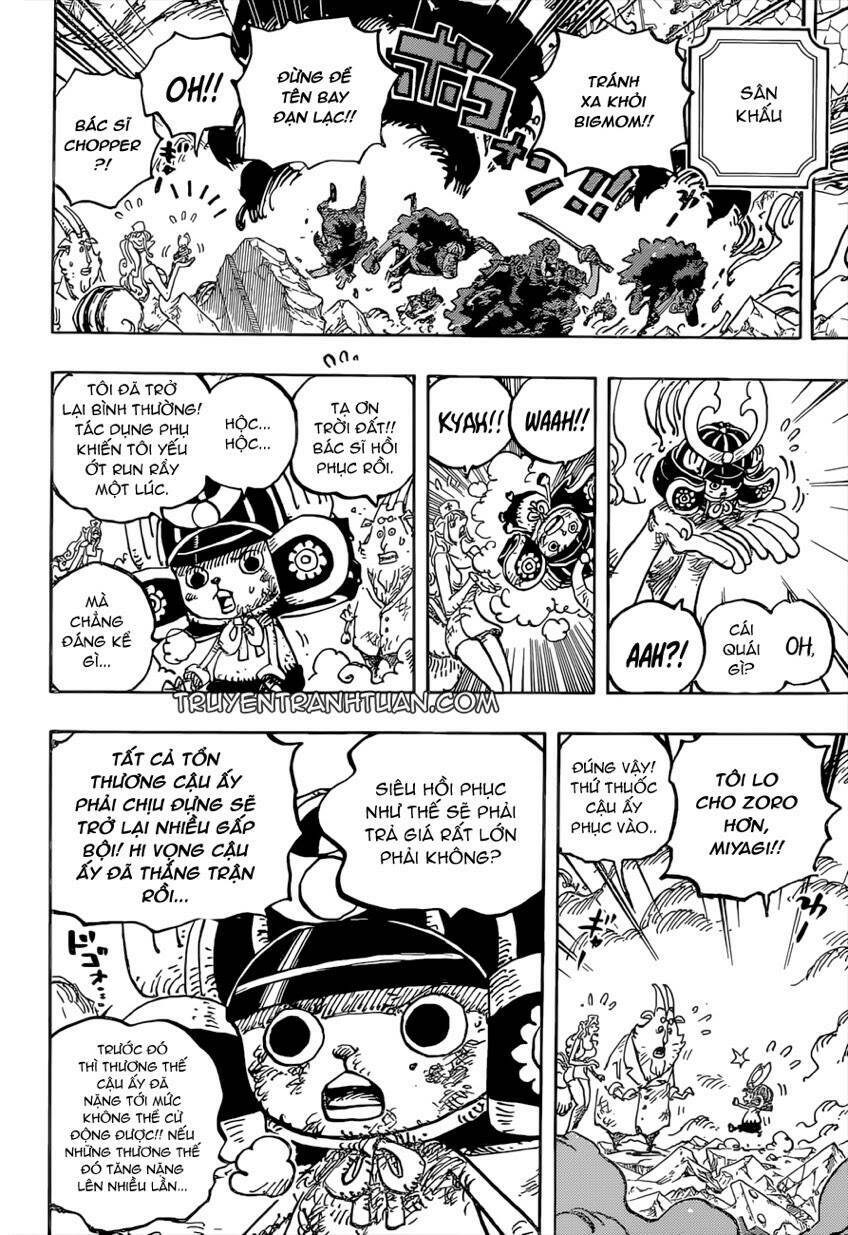 SÂN
KHẤU
TRÁNH
XA KHỎI
BIGMOM!!
ĐỪNG ĐỂ
TÊN BAY
ĐẠN LẠC!!
OH!!
BÁC SĨ
CHOPPER
?!
OH,
CÁI
QUÁI
GÌ?
AAH?!
WAAH!!
KYAH!!
TẠ ƠN
TRỜI ĐẤT!!
BÁC SĨ HỒI
PHỤC RỒI.
HỘC...
HỘC...
TÔI ĐÃ TRỞ
LẠI BÌNH THƯỜNG!
TÁC DỤNG PHỤ
KHIẾN TÔI YẾU
ỚT RUN RẨY
MỘT LÚC.
MÀ
CHẲNG
ĐÁNG KỂ
GÌ...
TRUYENTRANHTUAN.COM
TÔI LO
CHO ZORO
HƠN,
MIYAGI!!
ĐÚNG VẬY!
THỨ THUỐC
CẬU ẤY
PHỤC VÀO..
SIÊU HỒI PHỤC
NHƯ THẾ SẼ PHẢI
TRẢ GIÁ RẤT LỚN
PHẢI KHÔNG?
TẤT CẢ TỔN
THƯƠNG CẬU ẤY
PHẢI CHỊU ĐỰNG SẼ
TRỞ LẠI NHIỀU GẤP
BỘI! HI VỌNG CẬU
ẤY ĐÃ THẮNG TRẬN
RỒI...
TRƯỚC ĐÓ
THÌ THƯƠNG THẾ
CẬU ẤY ĐÃ
NẶNG TỚI MỨC
KHÔNG THỂ CỬ
ĐỘNG ĐƯỢC!! NẾU
NHỮNG THƯƠNG THẾ
ĐÓ TĂNG NẶNG
LÊN NHIỀU LẦN...